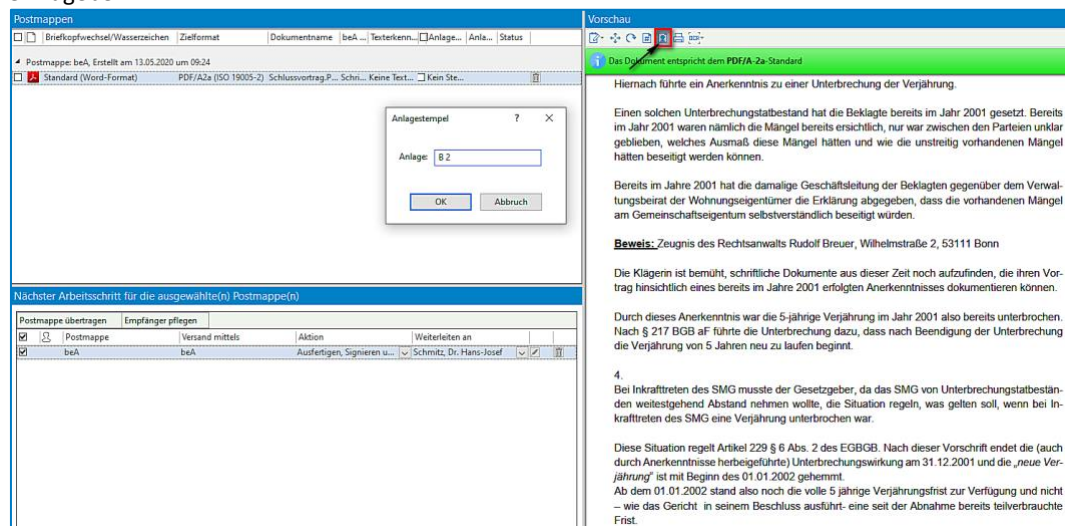 Postmappen
Briefkopfwechsel/Wasserzeichen Zielformat Dokumentname beA ... Texterkenn... Anlage... Anla... Status
Postmappe: beA, Erstellt am 13.05.2020 um 09:24
Standard (Word-Format) PDF/A2a (ISO 19005-2) Schlussvortrag.P... Schri... Keine Text... Kein Ste...
Anlagestempel ? X
Anlage: B 2
OK Abbruch
Nächster Arbeitsschritt für die ausgewählte(n) Postmappe(n)
Postmappe übertragen Empfänger pflegen
Postmappe Versand mittels Aktion Weiterleiten an
beA beA Ausfertigen, Signieren u... Schmitz, Dr. Hans-Josef
Vorschau
Das Dokument entspricht dem PDF/A-2a-Standard
Hiernach führte ein Anerkenntnis zu einer Unterbrechung der Verjährung.
Einen solchen Unterbrechungstatbestand hat die Beklagte bereits im Jahr 2001 gesetzt. Bereits
im Jahr 2001 waren nämlich die Mängel bereits ersichtlich, nur war zwischen den Parteien unklar
geblieben, welches Ausmaß diese Mängel hätten und wie die unstreitig vorhandenen Mängel
hätten beseitigt werden können.
Bereits im Jahre 2001 hat die damalige Geschäftsleitung der Beklagten gegenüber dem Verwal-
tungsbeirat der Wohnungseigentümer die Erklärung abgegeben, dass die vorhandenen Mängel
am Gemeinschaftseigentum selbstverständlich beseitigt würden.
Beweis: Zeugnis des Rechtsanwalts Rudolf Breuer, Wilhelmstraße 2, 53111 Bonn
Die Klägerin ist bemüht, schriftliche Dokumente aus dieser Zeit noch aufzufinden, die ihren Vor-
trag hinsichtlich eines bereits im Jahre 2001 erfolgten Anerkenntnisses dokumentieren können.
Durch dieses Anerkenntnis war die 5-jährige Verjährung im Jahr 2001 also bereits unterbrochen.
Nach § 217 BGB aF führte die Unterbrechung dazu, dass nach Beendigung der Unterbrechung
die Verjährung von 5 Jahren neu zu laufen beginnt.
4.
Bei Inkrafttreten des SMG musste der Gesetzgeber, da das SMG von Unterbrechungstatbestän-
den weitestgehend Abstand nehmen wollte, die Situation regeln, was gelten soll, wenn bei In-
krafttreten des SMG eine Verjährung unterbrochen war.
Diese Situation regelt Artikel 229 § 6 Abs. 2 des EGBGB. Nach dieser Vorschrift endet die (auch
durch Anerkenntnisse herbeigeführte) Unterbrechungswirkung am 31.12.2001 und die „neue Ver-
jährung" ist mit Beginn des 01.01.2002 gehemmt.
Ab dem 01.01.2002 stand also noch die volle 5 jährige Verjährungsfrist zur Verfügung und nicht
– wie das Gericht in seinem Beschluss ausführt- eine seit der Abnahme bereits teilverbrauchte
Frist.